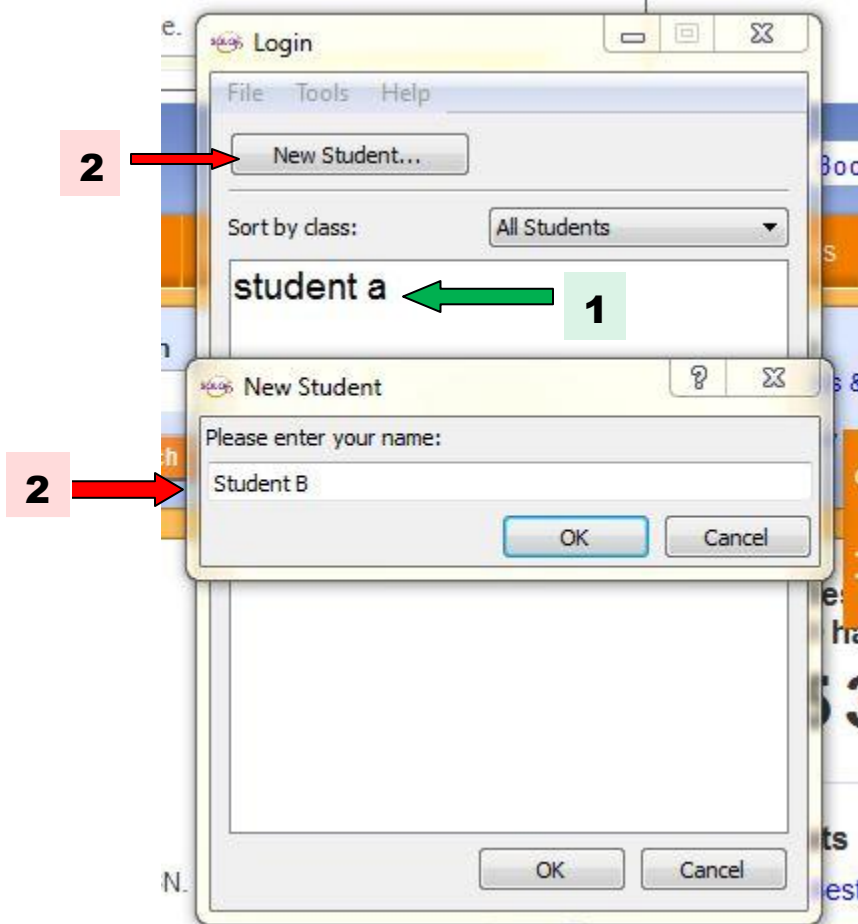 e.
Login
File Tools Help
2
New Student...
Sort by class:
All Students
student a
1
New Student
Please enter your name:
2
Student B
OK
Cancel
OK
Cancel
N.